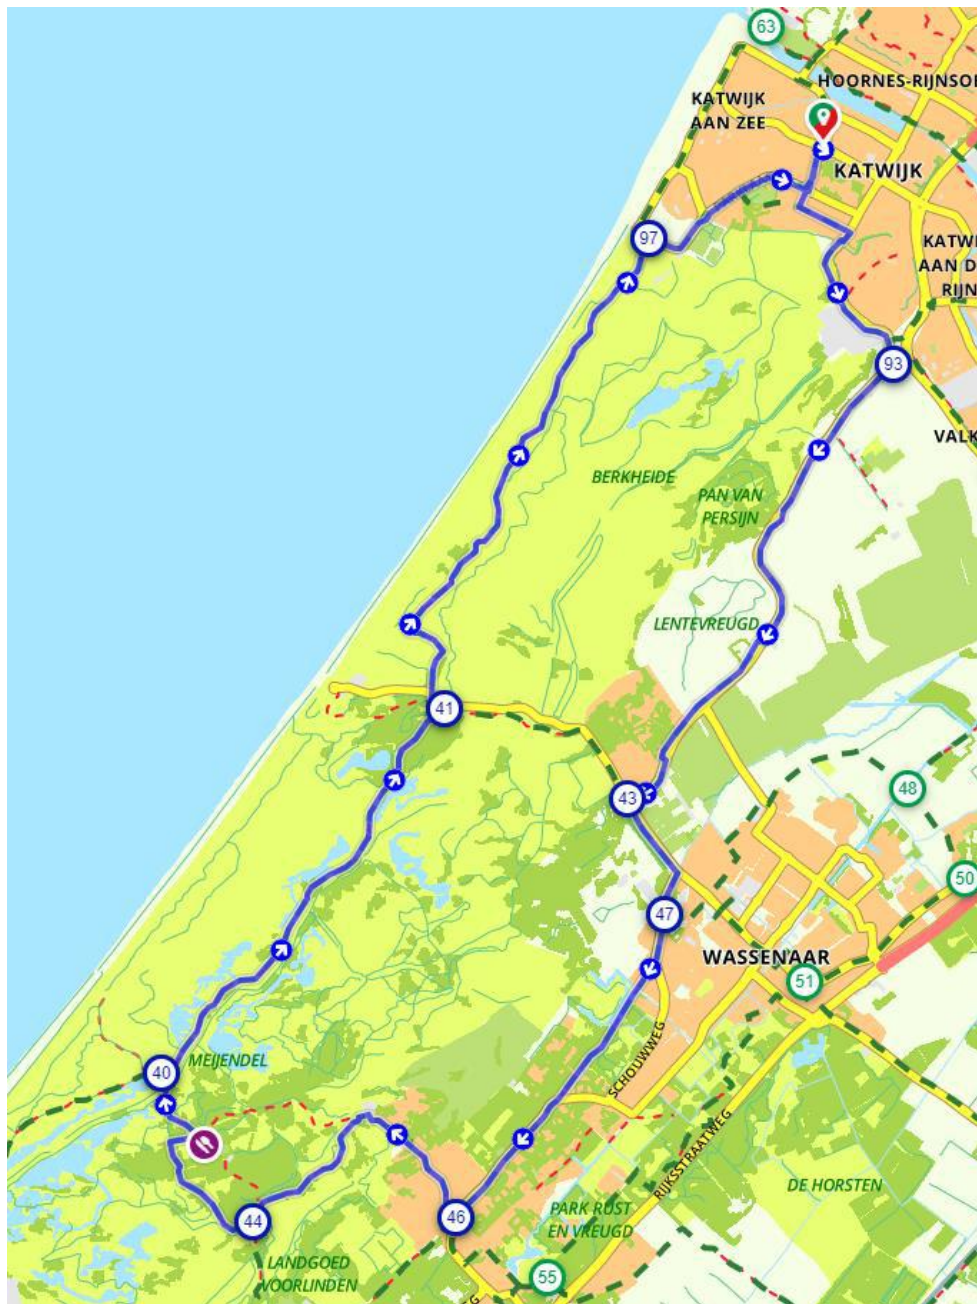 63
HOORNES-RIJNSO
KATWIJK
AAN ZEE
KATWIJK
97
KATWI
AAN D
RIJN
93
VALK
BERKHEIDE
PAN VAN
PERSIJN
LENTEVREUGD
41
43
48
50
47
WASSENAAR
51
SCHOUWWEG
40
MEIJENDEL
RIJKSSTRAATWEG
DE HORSTEN
44
46
PARK RUST
EN VREUGD
LANDGOED
VOORLINDEN
55